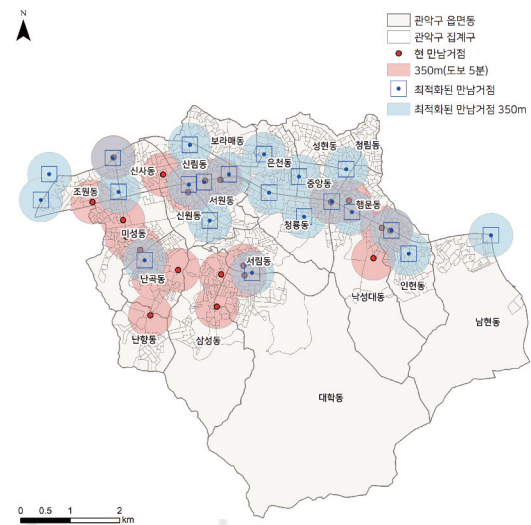 N
관악구 읍면동
관악구 집계구
현 만남거점
350m(도보 5분)
최적화된 만남거점
최적화된 만남거점 350m
보라매동
성현동
청림동
은천동
신사동
신림동
중앙동
조원동
서원동
행운동
신원동
청룡동
미성동
서림동
난곡동
낙성대동
인헌동
남현동
난향동
삼성동
대학동
0 0.5 1 2
km